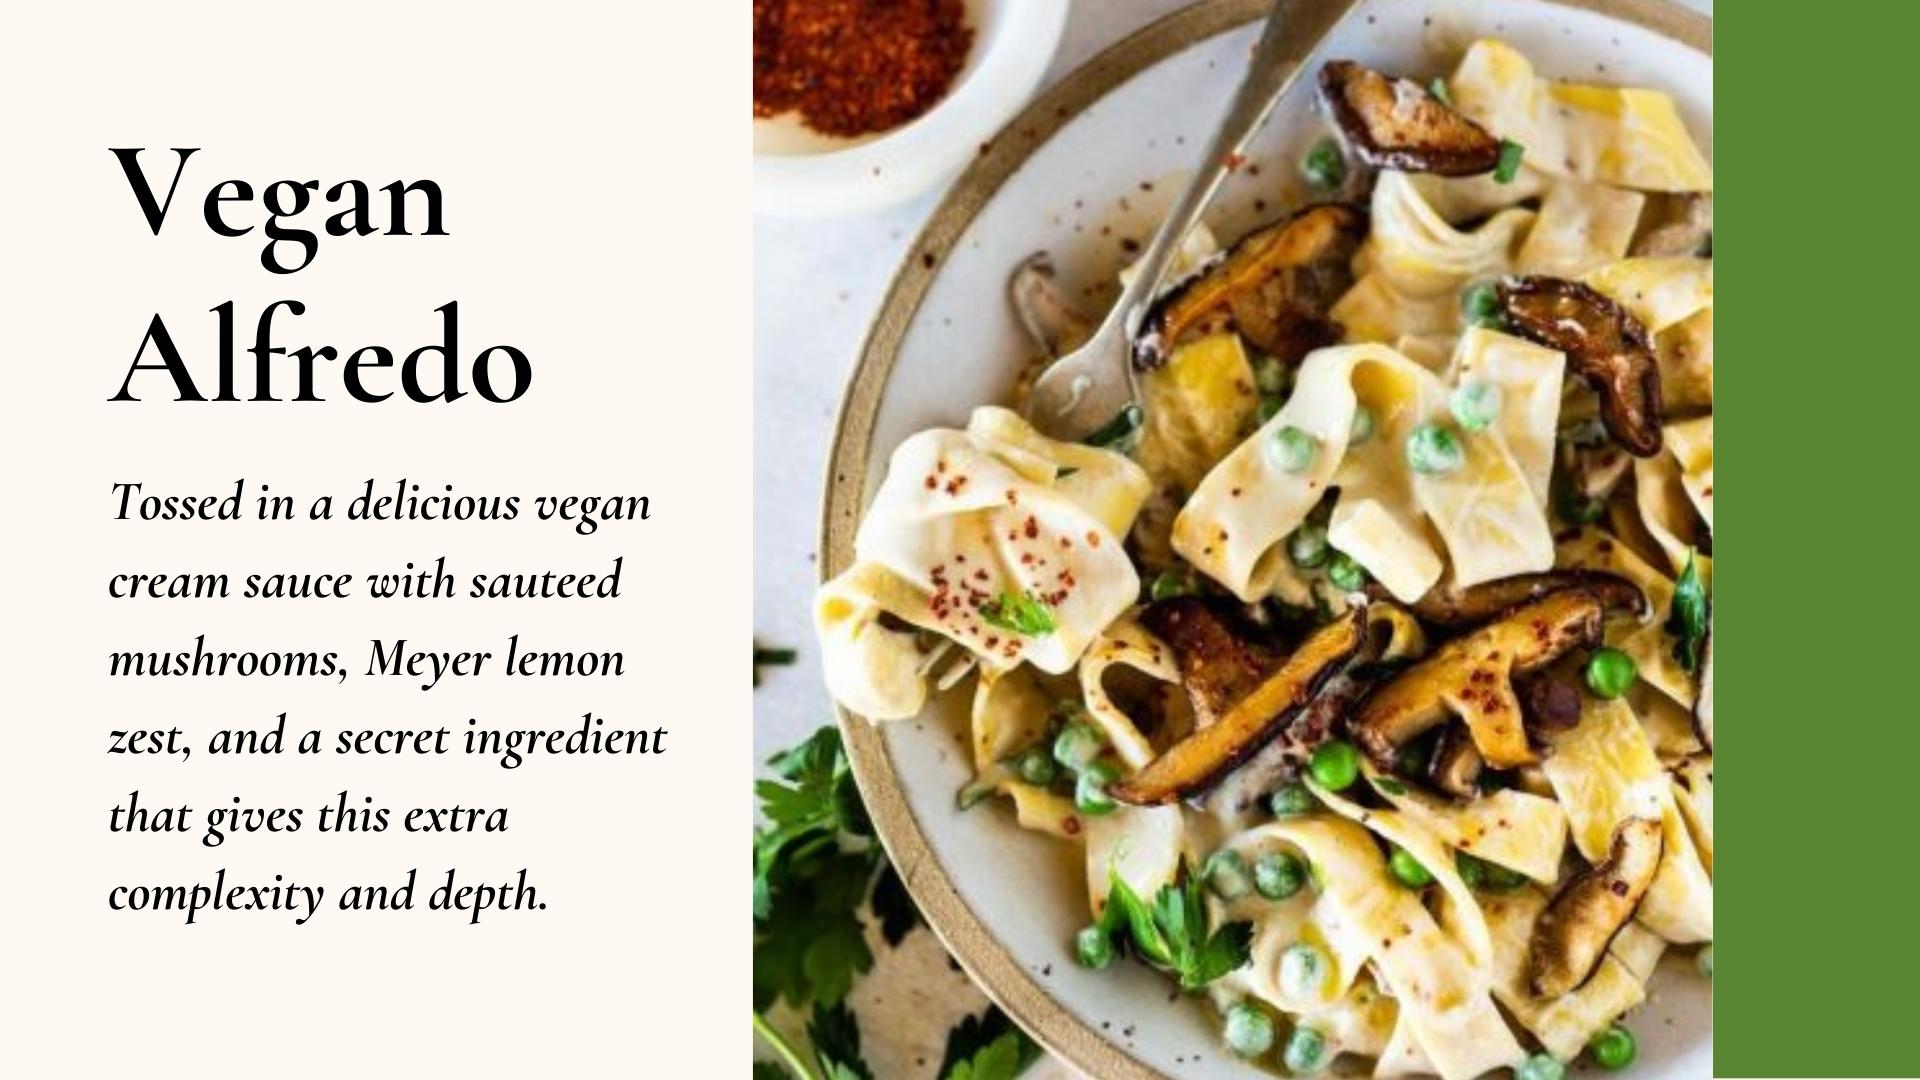 Vegan
Alfredo
Tossed in a delicious vegan
cream sauce with sauteed
mushrooms, Meyer lemon
zest, and a secret ingredient
that gives this extra
complexity and depth.